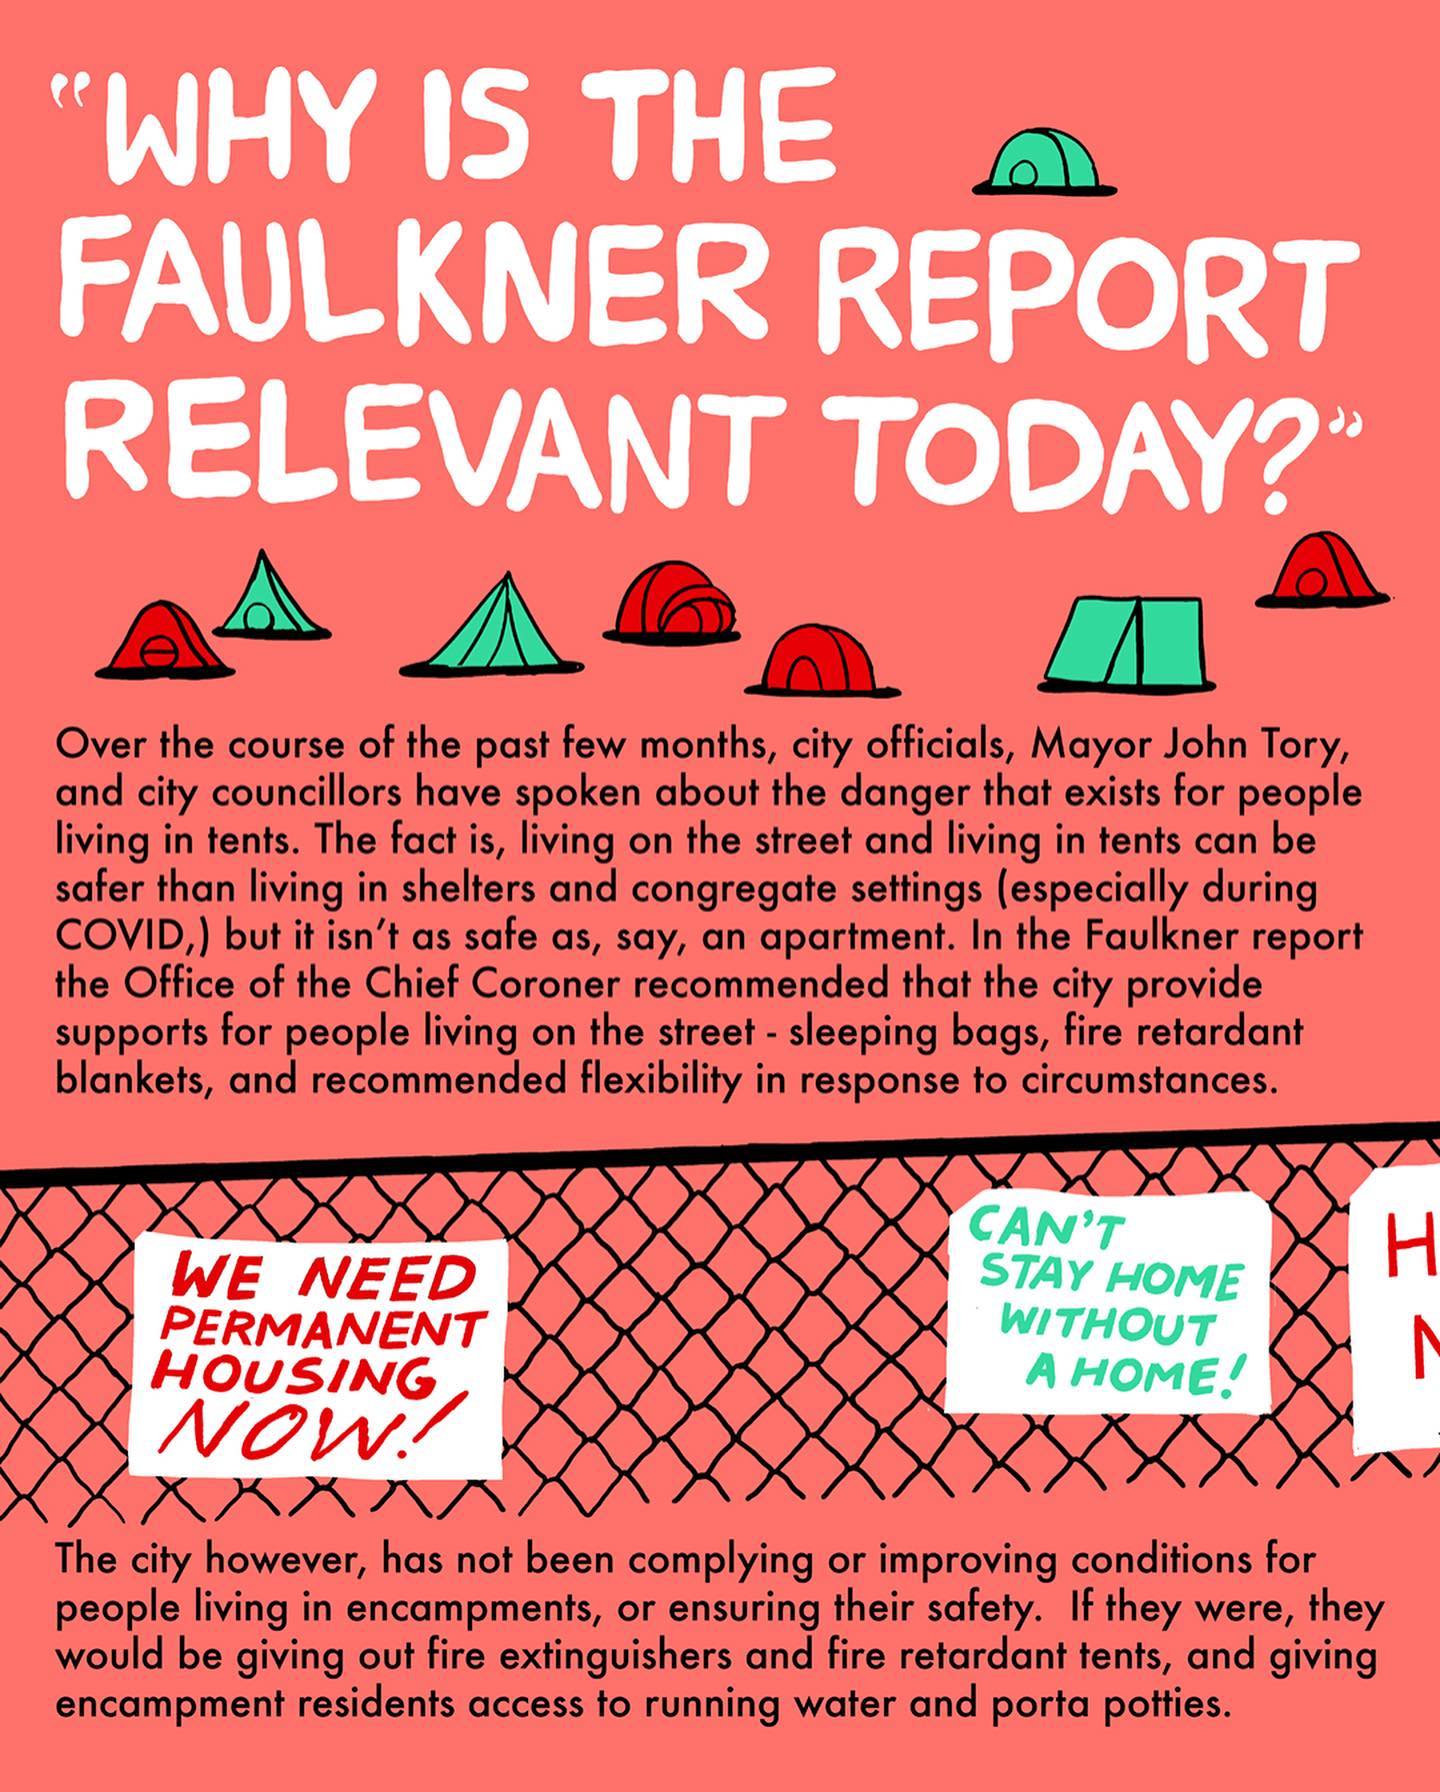 “WHY IS THE
FAULKNER REPORT
RELEVANT TODAY?”
Over the course of the past few months, city officials, Mayor John Tory,
and city councillors have spoken about the danger that exists for people
living in tents. The fact is, living on the street and living in tents can be
safer than living in shelters and congregate settings (especially during
COVID,) but it isn’t as safe as, say, an apartment. In the Faulkner report
the Office of the Chief Coroner recommended that the city provide
supports for people living on the street - sleeping bags, fire retardant
blankets, and recommended flexibility in response to circumstances.
WE NEED
PERMANENT
HOUSING
NOW!
CAN’T
STAY HOME
WITHOUT
A HOME!
The city however, has not been complying or improving conditions for
people living in encampments, or ensuring their safety.  If they were, they
would be giving out fire extinguishers and fire retardant tents, and giving
encampment residents access to running water and porta potties.